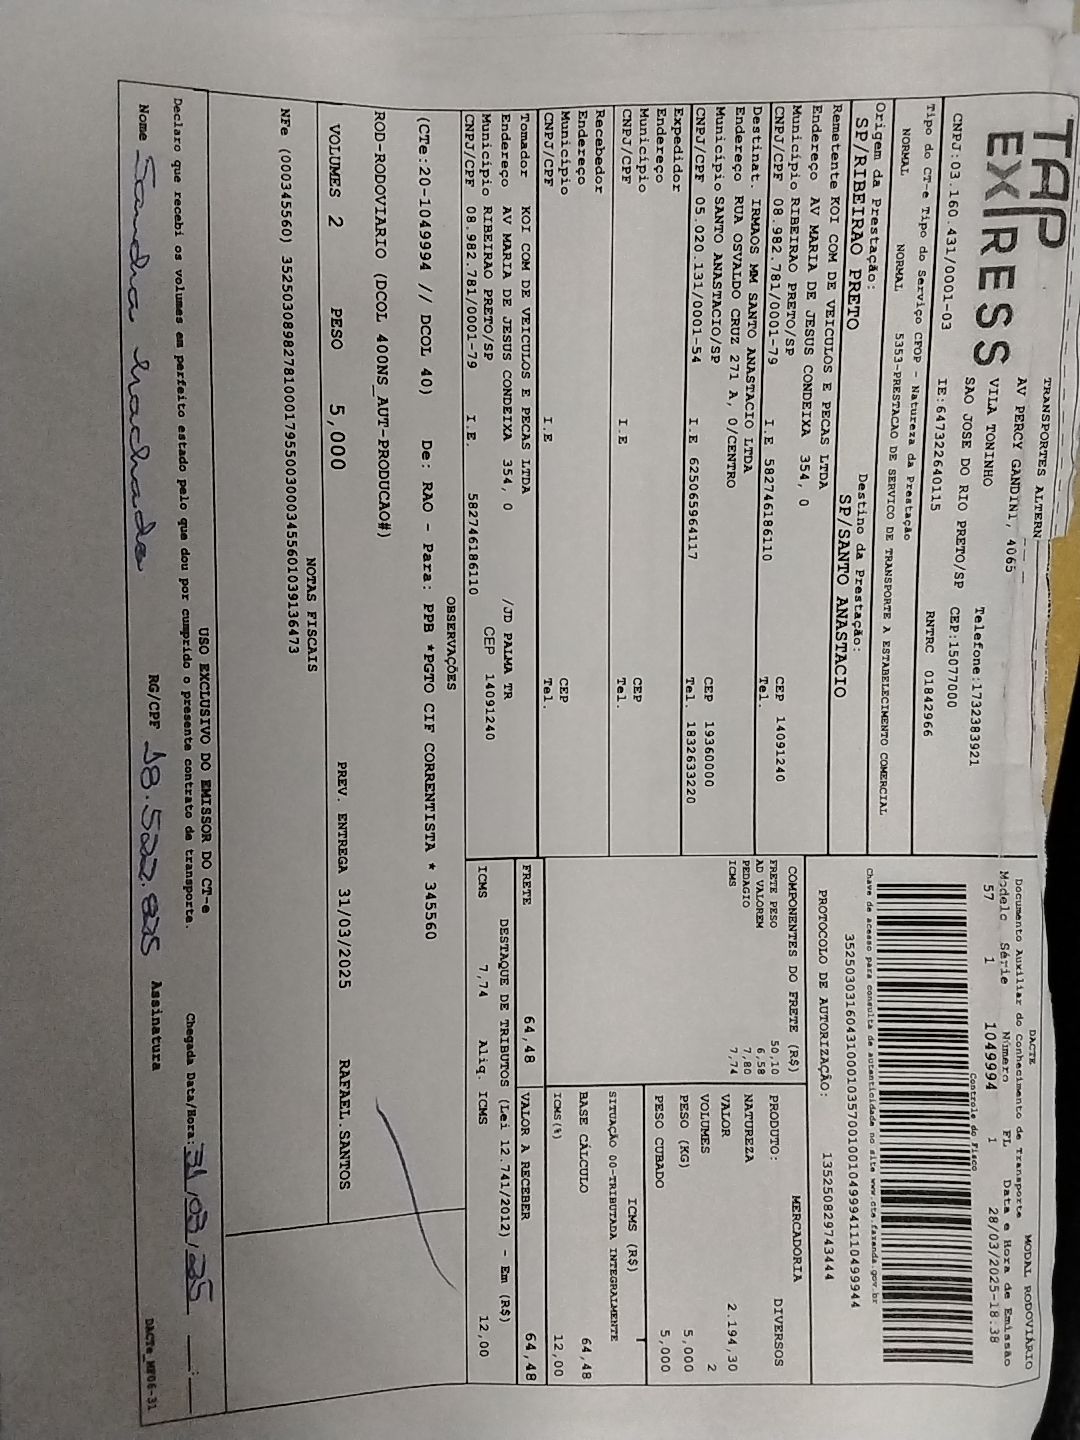 TAP
EXPRESS
TRANSPORTES ALTERN
AV PERCY GANDINI, 4065
VILA TONINHO
SAO JOSE DO RIO PRETO/SP CEP:15077000
Telefone:1732383921
CNPJ:03.160.431/0001-03 IE:647322640115 RNTRC 01842966
Tipo do CT-e Tipo do Serviço CFOP - Natureza da Prestação
NORMAL NORMAL 5353-PRESTACAO DE SERVICO DE TRANSPORTE A ESTABELECIMENTO COMERCIAL
Origem da Prestação: Destino da Prestação:
SP/RIBEIRAO PRETO SP/SANTO ANASTACIO
DACTE MODAL RODOVIÁRIO
Documento Auxiliar do Conhecimento de Transporte
Modelo Série Número FL Data e Hora de Emissão
57 1 1049994 1 28/03/2025-18:38
Controle do Fisco
Chave de acesso para consulta de autenticidade no site www.cte.fazenda.gov.br
35250303160431000103570010010499941110499944
PROTOCOLO DE AUTORIZAÇÃO: 135250829743444
Remetente KOI COM DE VEICULOS E PECAS LTDA
Endereço AV MARIA DE JESUS CONDEIXA 354, 0
Município RIBEIRAO PRETO/SP CEP 14091240
CNPJ/CPF 08.982.781/0001-79 I.E 582746186110 Tel.
Destinat. IRMAOS MM SANTO ANASTACIO LTDA
Endereço RUA OSVALDO CRUZ 271 A, 0/CENTRO
Município SANTO ANASTACIO/SP CEP 19360000
CNPJ/CPF 05.020.131/0001-54 I.E 625065964117 Tel. 1832633220
Expedidor
Endereço
Município CEP
CNPJ/CPF I.E Tel.
Recebedor
Endereço
Município CEP
CNPJ/CPF I.E Tel.
Tomador KOI COM DE VEICULOS E PECAS LTDA
Endereço AV MARIA DE JESUS CONDEIXA 354, 0 /JD PALMA TR
Município RIBEIRAO PRETO/SP CEP 14091240
CNPJ/CPF 08.982.781/0001-79 I.E. 582746186110
COMPONENTES DO FRETE (R$)
FRETE PESO 50,10
AD VALOREM 6,58
PEDAGIO 7,80
ICMS 7,74
MERCADORIA
PRODUTO: DIVERSOS
NATUREZA
VALOR 2.194,30
VOLUMES 2
PESO (KG) 5,000
PESO CUBADO 5,000
ICMS (R$)
SITUAÇÃO 00-TRIBUTADA INTEGRALMENTE
BASE CÁLCULO 64,48
ICMS(%) 12,00
FRETE 64,48 VALOR A RECEBER 64,48
DESTAQUE DE TRIBUTOS (Lei 12.741/2012) - Em (R$)
ICMS 7,74 Aliq. ICMS 12,00
OBSERVAÇÕES
(CTe:20-1049994 // DCOL 40) De: RAO - Para: PPB *PGTO CIF CORRENTISTA * 345560
ROD-RODOVIARIO (DCOL 400NS_AUT-PRODUCAO#)
VOLUMES 2 PESO 5,000 PREV. ENTREGA 31/03/2025 RAFAEL.SANTOS
NOTAS FISCAIS
NFe (000345560) 35250308982781000179550030003455601039136473
USO EXCLUSIVO DO EMISSOR DO CT-e
Declaro que recebi os volumes em perfeito estado pelo que dou por cumprido o presente contrato de transporte. Chegada Data/Hora: 31/03/25 __:__
Nome Sandra Machado RG/CPF 18.522.825 Assinatura
DACTe_MF06-31